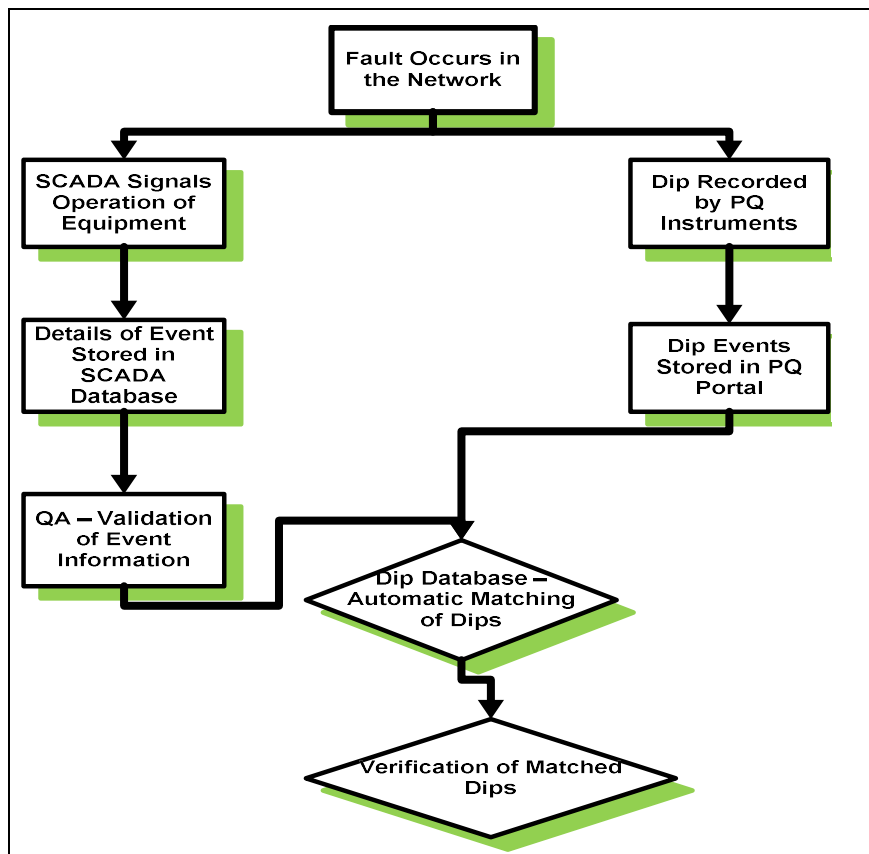 Fault Occurs in
the Network
SCADA Signals
Operation of
Equipment
Dip Recorded
by PQ
Instruments
Details of Event
Stored in
SCADA
Database
Dip Events
Stored in PQ
Portal
QA – Validation
of Event
Information
Dip Database –
Automatic Matching
of Dips
Verification of Matched
Dips